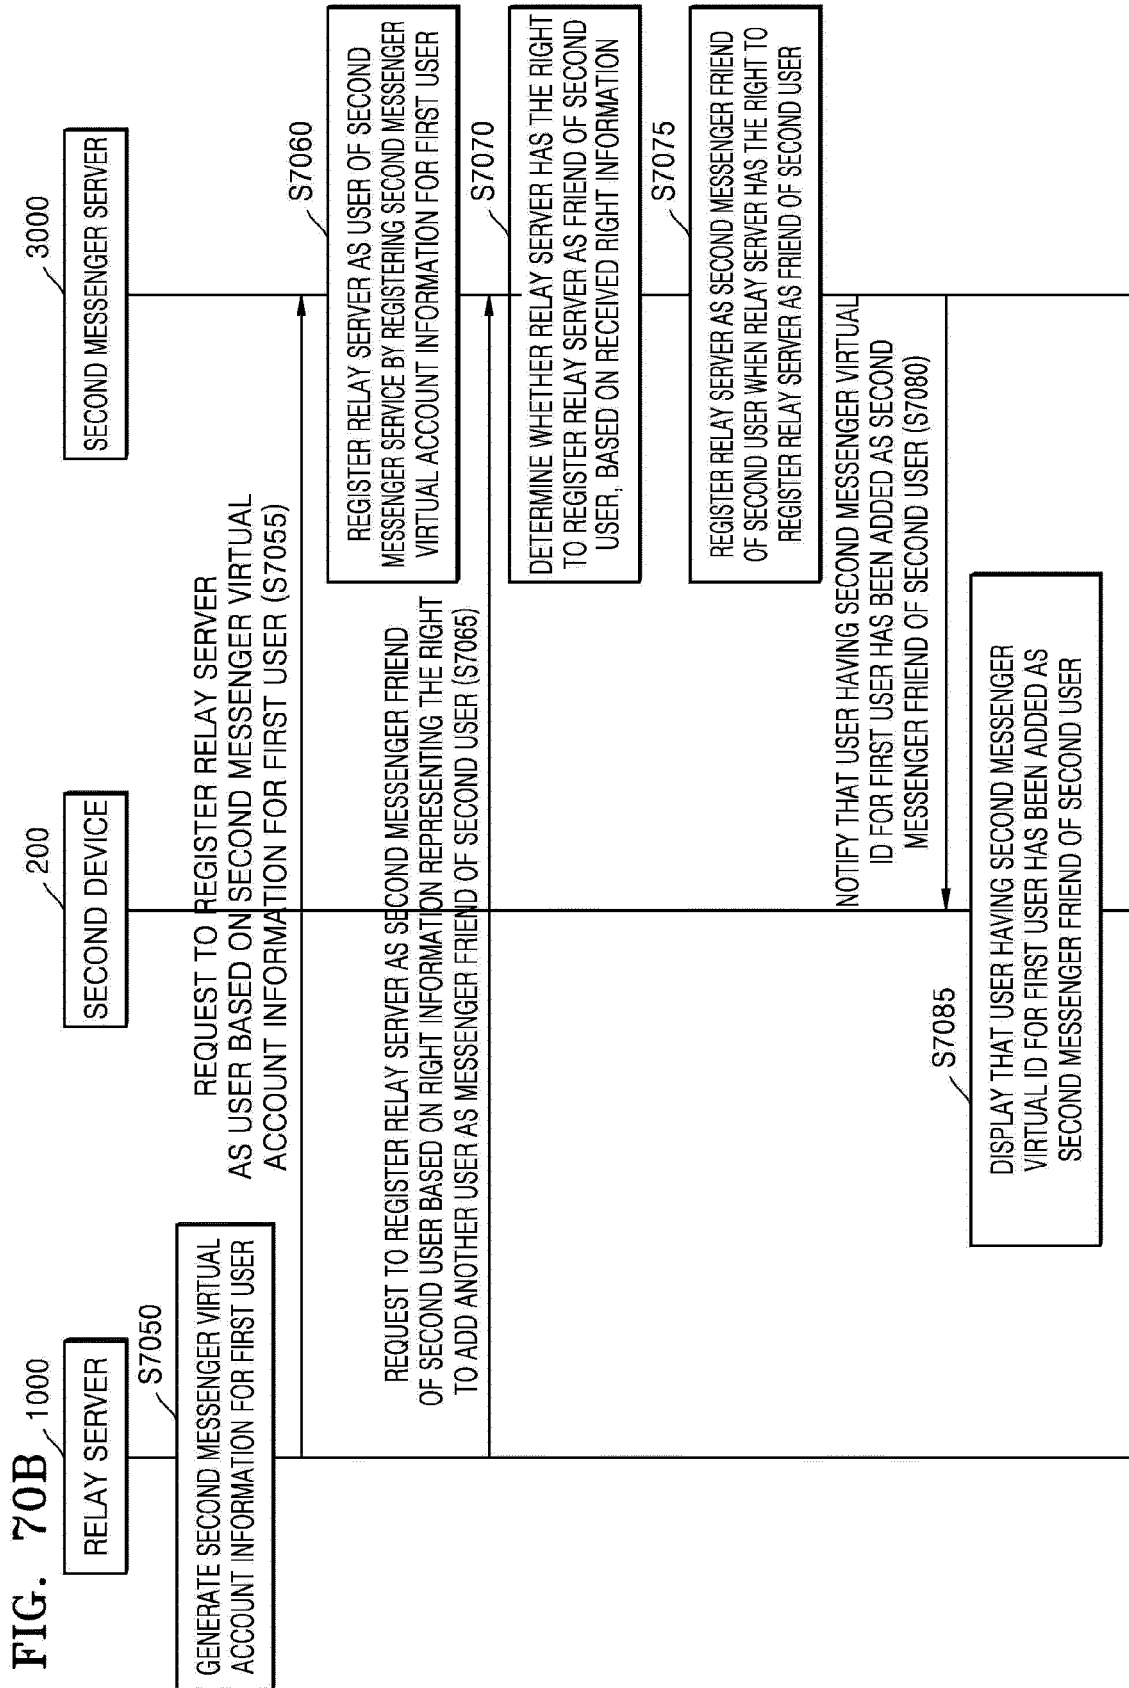 FIG. 70B
1000
RELAY SERVER
200
SECOND DEVICE
3000
SECOND MESSENGER SERVER
S7050
GENERATE SECOND MESSENGER VIRTUAL
ACCOUNT INFORMATION FOR FIRST USER
REQUEST TO REGISTER RELAY SERVER
AS USER BASED ON SECOND MESSENGER VIRTUAL
ACCOUNT INFORMATION FOR FIRST USER (S7055)
S7060
REGISTER RELAY SERVER AS USER OF SECOND
MESSENGER SERVICE BY REGISTERING SECOND MESSENGER
VIRTUAL ACCOUNT INFORMATION FOR FIRST USER
REQUEST TO REGISTER RELAY SERVER AS SECOND MESSENGER FRIEND
OF SECOND USER BASED ON RIGHT INFORMATION REPRESENTING THE RIGHT
TO ADD ANOTHER USER AS MESSENGER FRIEND OF SECOND USER (S7065)
S7070
DETERMINE WHETHER RELAY SERVER HAS THE RIGHT
TO REGISTER RELAY SERVER AS FRIEND OF SECOND
USER, BASED ON RECEIVED RIGHT INFORMATION
S7075
REGISTER RELAY SERVER AS SECOND MESSENGER FRIEND
OF SECOND USER WHEN RELAY SERVER HAS THE RIGHT TO
REGISTER RELAY SERVER AS FRIEND OF SECOND USER
NOTIFY THAT USER HAVING SECOND MESSENGER VIRTUAL
ID FOR FIRST USER HAS BEEN ADDED AS SECOND
MESSENGER FRIEND OF SECOND USER (S7080)
S7085
DISPLAY THAT USER HAVING SECOND MESSENGER
VIRTUAL ID FOR FIRST USER HAS BEEN ADDED AS
SECOND MESSENGER FRIEND OF SECOND USER